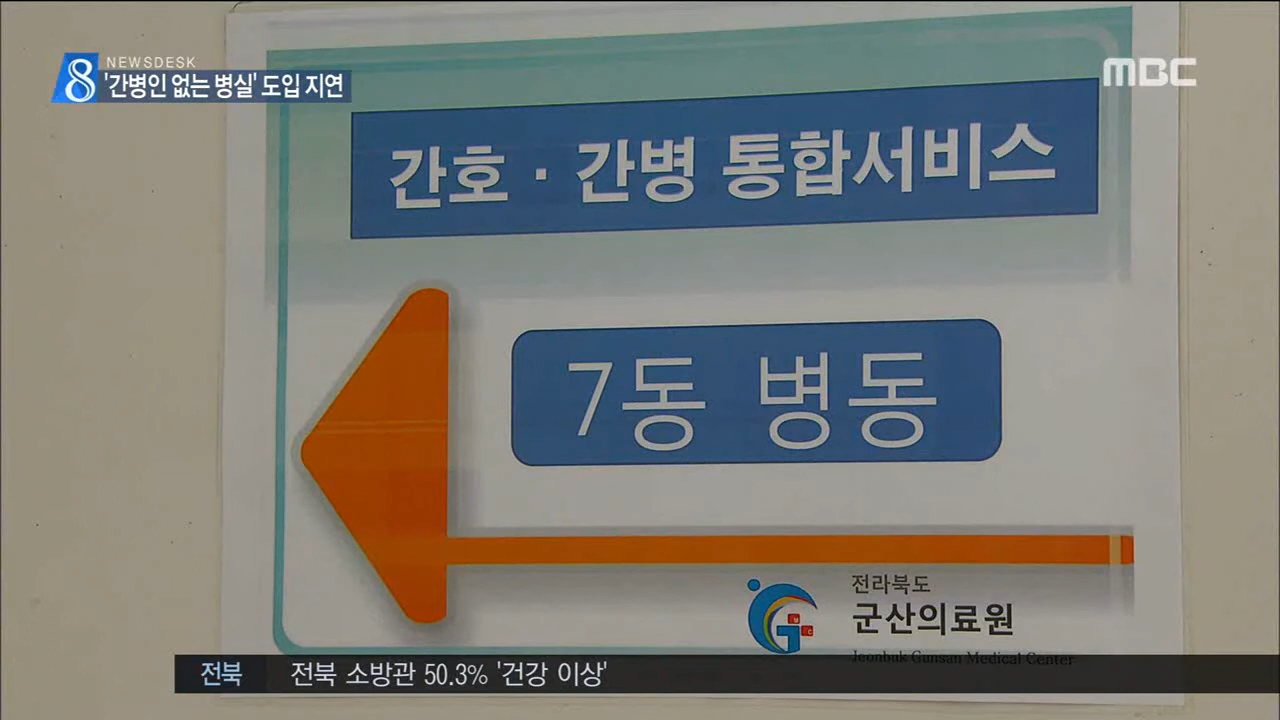 NEWSDESK
8 '간병인 없는 병실' 도입 지연
MBC
간호 · 간병 통합서비스
7동 병동
전라북도
군산의료원
Jeonbuk Gunsan Medical Center
전북 전북 소방관 50.3% '건강 이상'